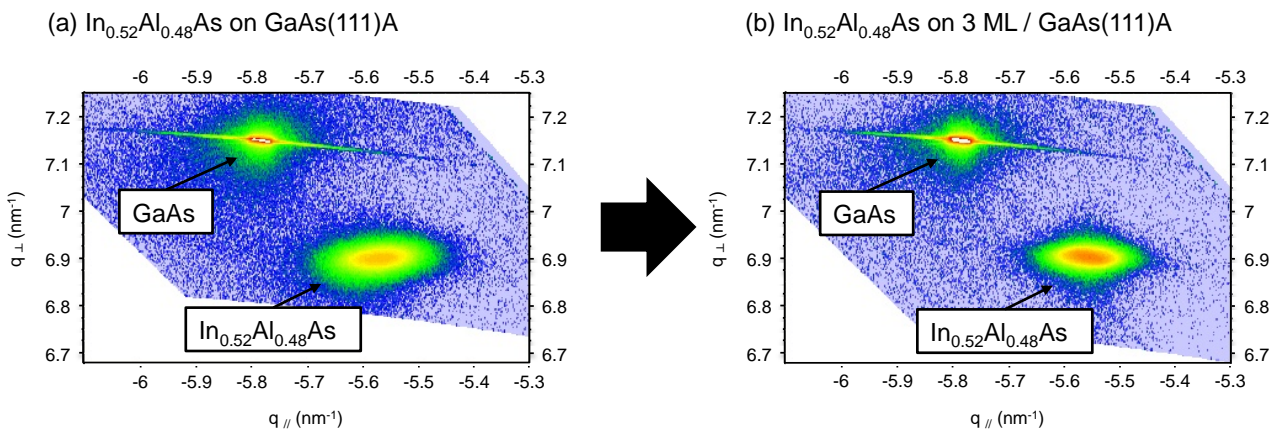 (a) In0.52Al0.48As on GaAs(111)A
(b) In0.52Al0.48As on 3 ML / GaAs(111)A
-6 -5.9 -5.8 -5.7 -5.6 -5.5 -5.4 -5.3
7.2 7.2
7.1 7.1
7 7
6.9 6.9
6.8 6.8
6.7 6.7
q ⊥ (nm-1)
GaAs
In0.52Al0.48As
-6 -5.9 -5.8 -5.7 -5.6 -5.5 -5.4 -5.3
q // (nm-1)
-6 -5.9 -5.8 -5.7 -5.6 -5.5 -5.4 -5.3
7.2 7.2
7.1 7.1
7 7
6.9 6.9
6.8 6.8
6.7 6.7
q ⊥ (nm-1)
GaAs
In0.52Al0.48As
-6 -5.9 -5.8 -5.7 -5.6 -5.5 -5.4 -5.3
q // (nm-1)